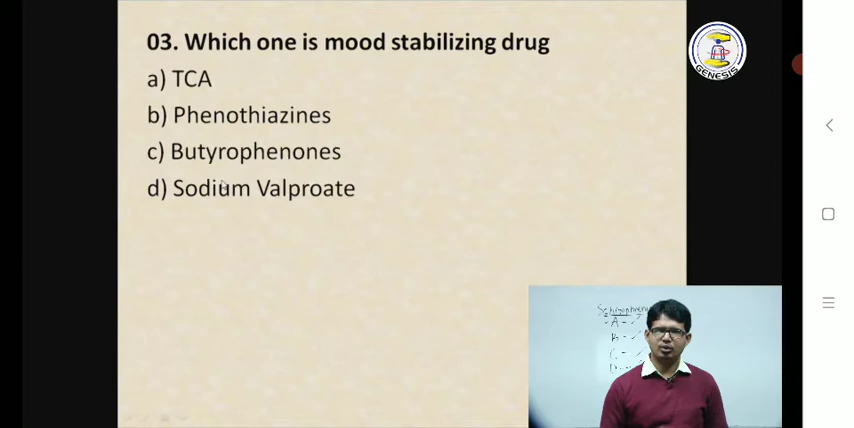 03. Which one is mood stabilizing drug
a) TCA
b) Phenothiazines
c) Butyrophenones
d) Sodium Valproate
GENESIS
A -
B -
C -